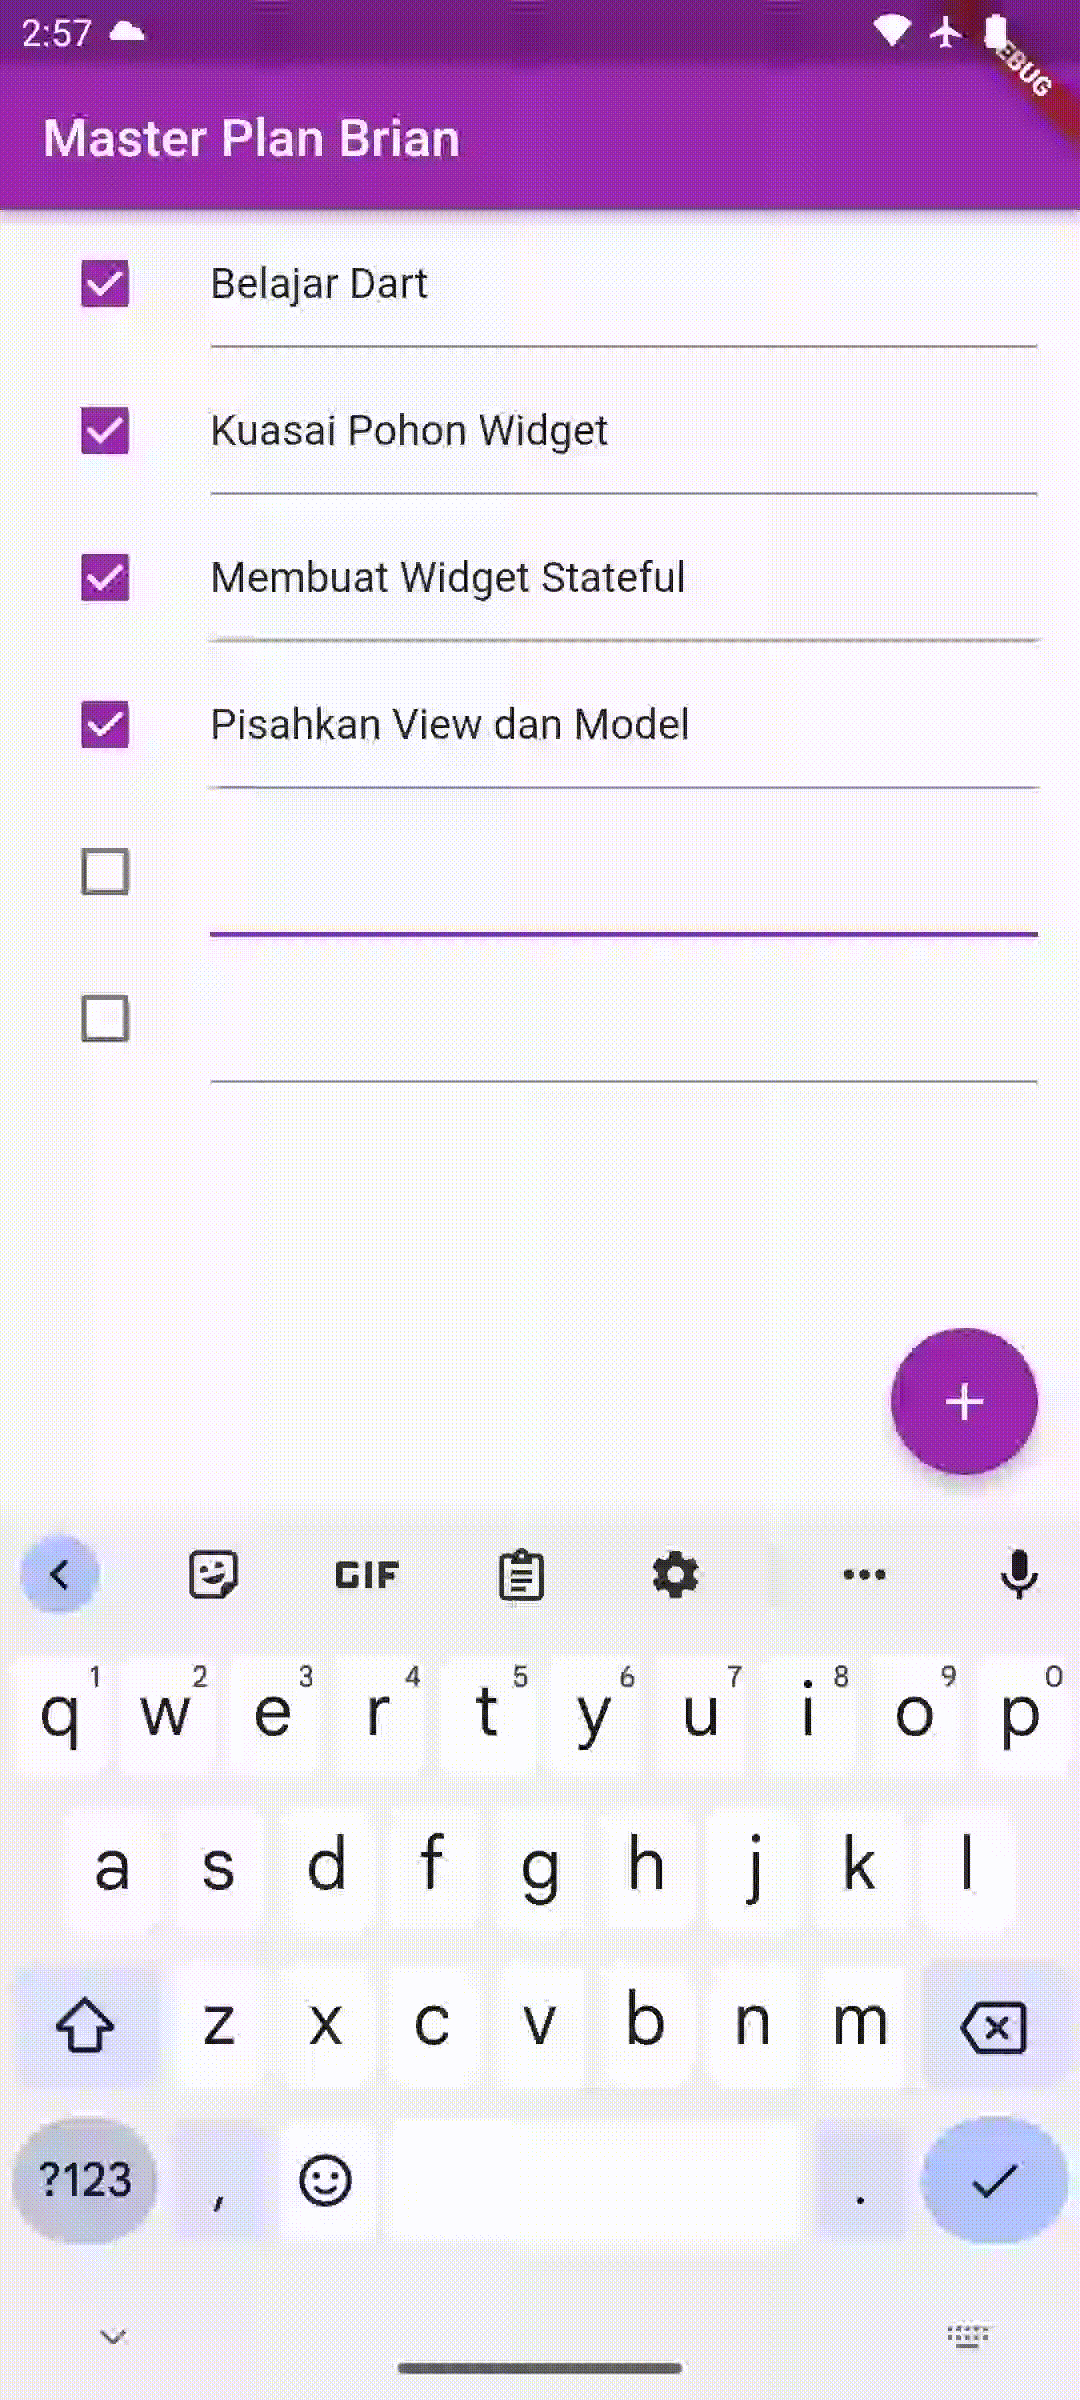 2:57
EBUG
Master Plan Brian
Belajar Dart
Kuasai Pohon Widget
Membuat Widget Stateful
Pisahkan View dan Model
GIF
1 2 3 4 5 6 7 8 9 0
q w e r t y u i o p
a s d f g h j k l
z x c v b n m
?123 , .